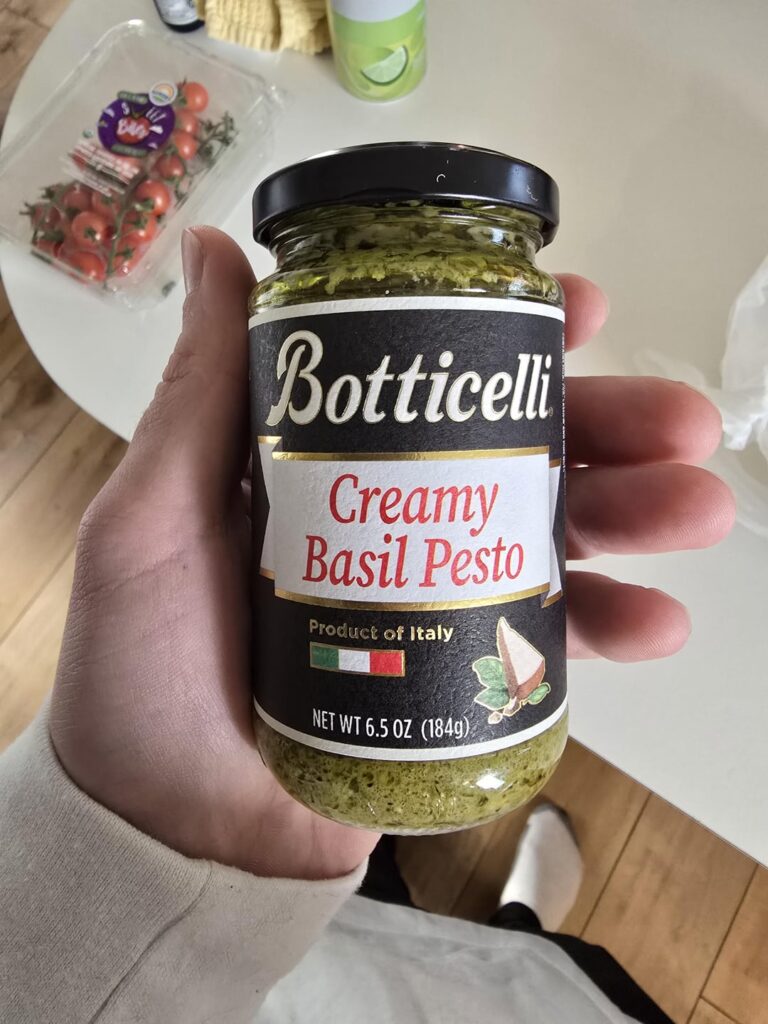 Botticelli
Creamy
Basil Pesto
Product of Italy
NET WT 6.5 OZ (184g)